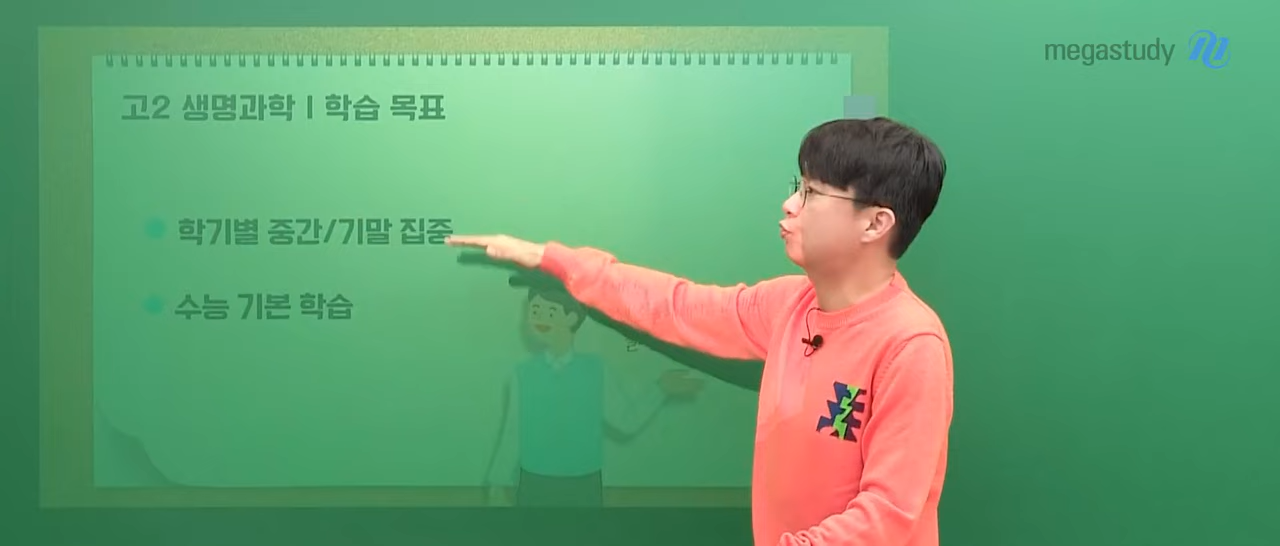 megastudy
고2 생명과학 I 학습 목표
학기별 중간/기말 집중
수능 기본 학습